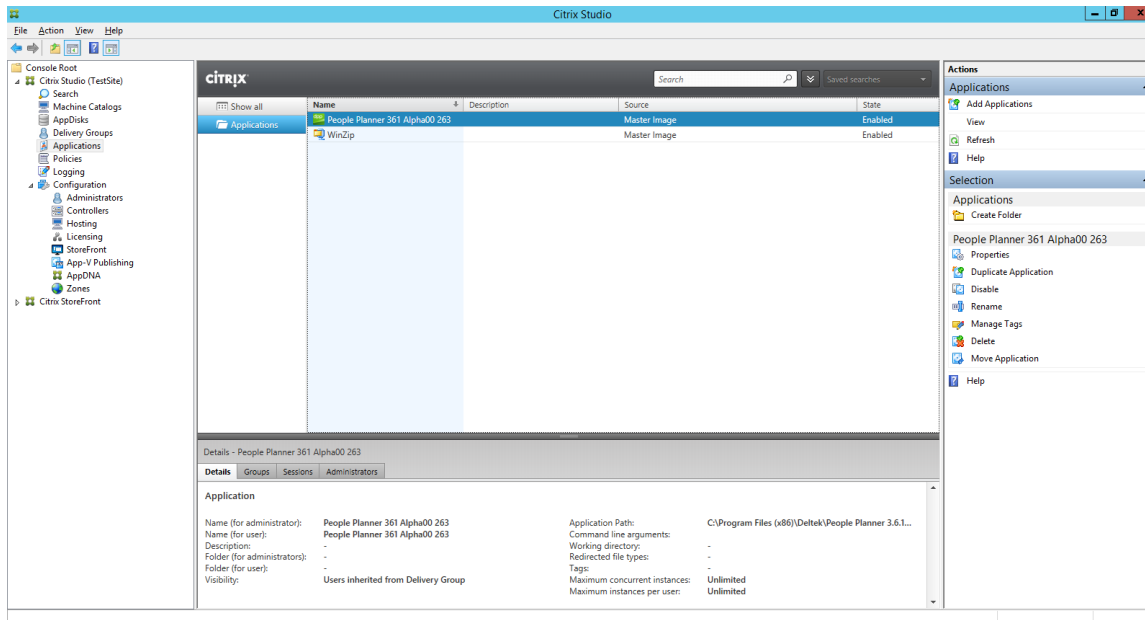 Citrix Studio
File Action View Help
Console Root
Citrix Studio (TestSite)
Search
Machine Catalogs
AppDisks
Delivery Groups
Applications
Policies
Logging
Configuration
Administrators
Controllers
Hosting
Licensing
StoreFront
App-V Publishing
AppDNA
Zones
Citrix StoreFront
CİTRIX
Search
Saved searches
Show all
Applications
Name Description Source State
People Planner 361 Alpha00 263 Master Image Enabled
WinZip Master Image Enabled
Details - People Planner 361 Alpha00 263
Details Groups Sessions Administrators
Application
Name (for administrator): People Planner 361 Alpha00 263
Name (for user): People Planner 361 Alpha00 263
Description: -
Folder (for administrators): -
Folder (for user): -
Visibility: Users inherited from Delivery Group
Application Path: C:\Program Files (x86)\Deltek\People Planner 3.6.1...
Command line arguments:
Working directory: -
Redirected file types: -
Tags: -
Maximum concurrent instances: Unlimited
Maximum instances per user: Unlimited
Actions
Applications
Add Applications
View
Refresh
Help
Selection
Applications
Create Folder
People Planner 361 Alpha00 263
Properties
Duplicate Application
Disable
Rename
Manage Tags
Delete
Move Application
Help